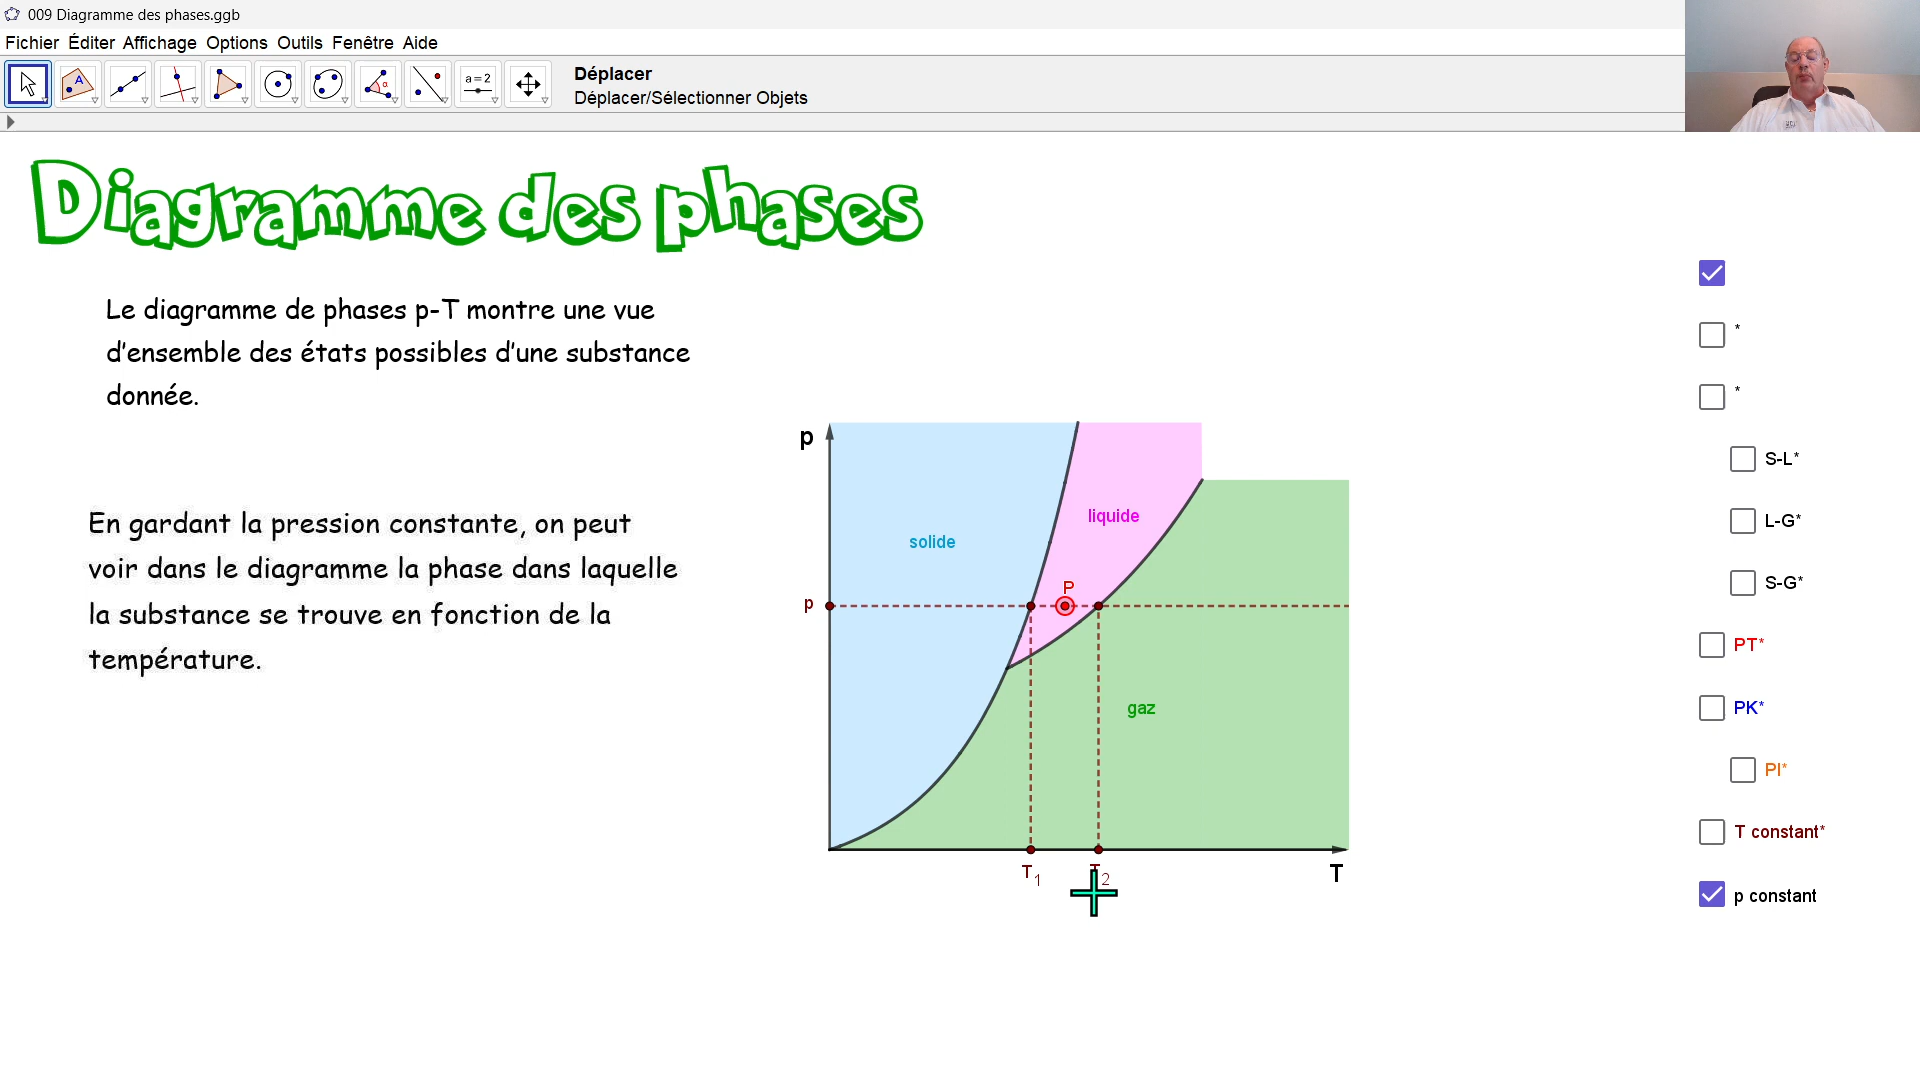 009 Diagramme des phases.ggb
Fichier Éditer Affichage Options Outils Fenêtre Aide
A
α
a=2
Déplacer
Déplacer/Sélectionner Objets
Diagramme des phases
Le diagramme de phases p-T montre une vue
d'ensemble des états possibles d'une substance
donnée.
En gardant la pression constante, on peut
voir dans le diagramme la phase dans laquelle
la substance se trouve en fonction de la
température.
p
solide
liquide
P
p
gaz
T1
T2
T
*
*
S-L*
L-G*
S-G*
PT*
PK*
PI*
T constant*
p constant